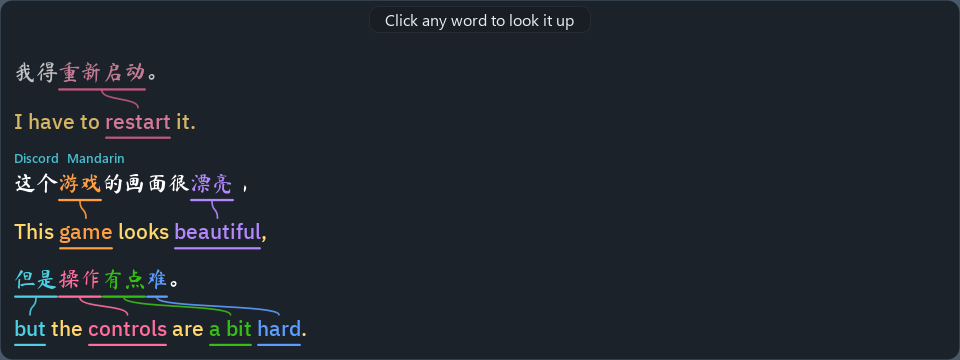 Click any word to look it up
我得重新启动。
I have to restart it.
Discord Mandarin
这个游戏的画面很漂亮，
This game looks beautiful,
但是操作有点难。
but the controls are a bit hard.